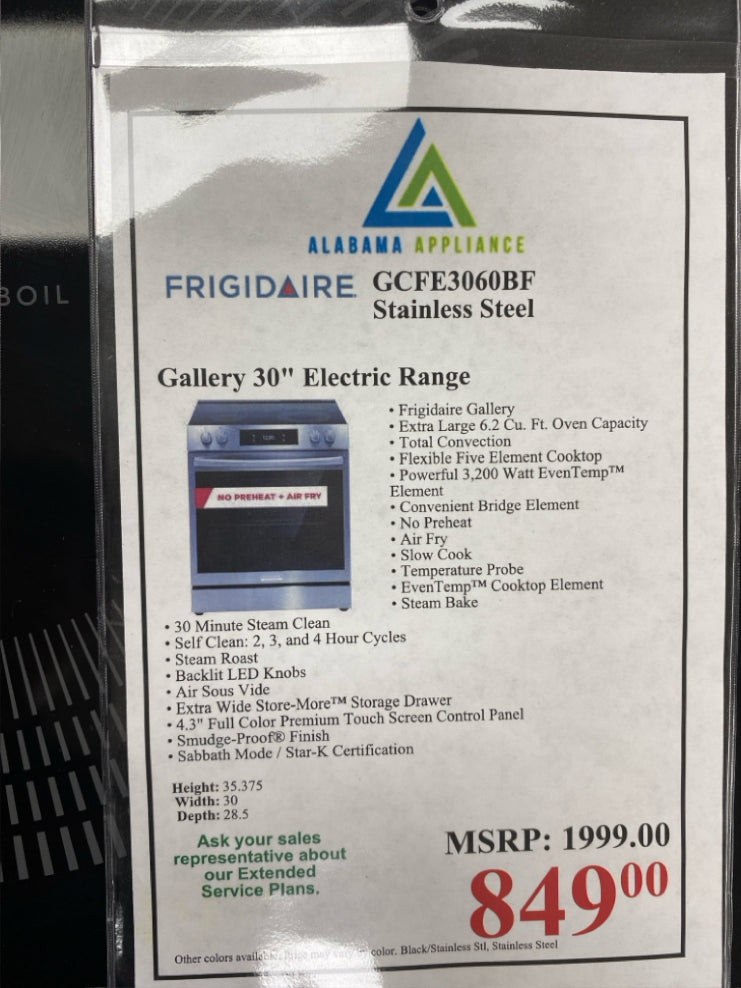 BOIL
ALABAMA APPLIANCE
FRIGIDAIRE GCFE3060BF
Stainless Steel
Gallery 30" Electric Range
NO PREHEAT + AIR FRY
• Frigidaire Gallery
• Extra Large 6.2 Cu. Ft. Oven Capacity
• Total Convection
• Flexible Five Element Cooktop
• Powerful 3,200 Watt EvenTemp™
Element
• Convenient Bridge Element
• No Preheat
• Air Fry
• Slow Cook
• Temperature Probe
• EvenTemp™ Cooktop Element
• Steam Bake
• 30 Minute Steam Clean
• Self Clean: 2, 3, and 4 Hour Cycles
• Steam Roast
• Backlit LED Knobs
• Air Sous Vide
• Extra Wide Store-More™ Storage Drawer
• 4.3" Full Color Premium Touch Screen Control Panel
• Smudge-Proof® Finish
• Sabbath Mode / Star-K Certification
Height: 35.375
Width: 30
Depth: 28.5
Ask your sales
representative about
our Extended
Service Plans.
MSRP: 1999.00
849⁰⁰
Other colors available. Price may vary by color. Black/Stainless Stl, Stainless Steel